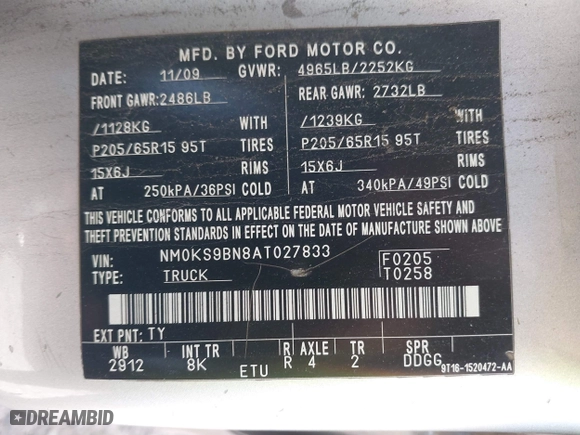 MFD. BY FORD MOTOR CO.
DATE: 11/09 GVWR: 4965LB/2252KG
FRONT GAWR: 2486LB REAR GAWR: 2732LB
/1128KG WITH /1239KG WITH
P205/65R15 95T TIRES P205/65R15 95T TIRES
15X6J RIMS 15X6J RIMS
AT 250kPA/36PSI COLD AT 340kPA/49PSI COLD
THIS VEHICLE CONFORMS TO ALL APPLICABLE FEDERAL MOTOR VEHICLE SAFETY AND
THEFT PREVENTION STANDARDS IN EFFECT ON THE DATE OF MANUFACTURE SHOWN ABOVE
VIN: NM0KS9BN8AT027833 F0205
TYPE: TRUCK T0258
EXT PNT: TY
WB INT TR R AXLE TR SPR
2912 8K ETU R 4 2 DDGG
9T16-1520472-AA
DREAMBID